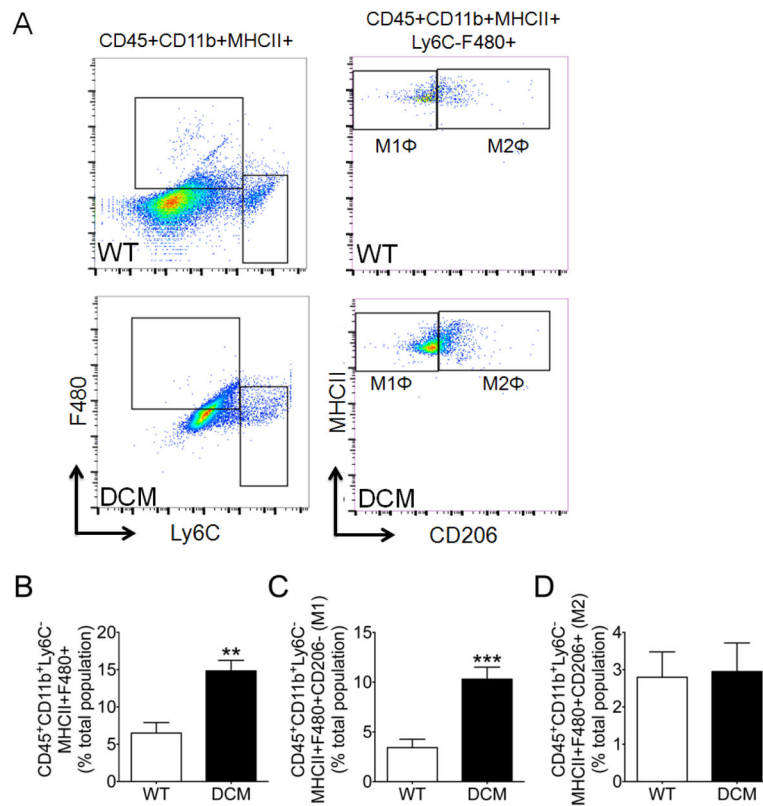 A
CD45+CD11b+MHCII+
CD45+CD11b+MHCII+
Ly6C-F480+
WT
M1Φ
M2Φ
WT
F480
DCM
Ly6C
MHCII
M1Φ
M2Φ
DCM
CD206
B
CD45+CD11b+Ly6C-
MHCII+F480+
(% total population)
20
15
10
5
0
**
WT
DCM
C
CD45+CD11b+Ly6C-
MHCII+F480+CD206- (M1)
(% total population)
15
10
5
0
***
WT
DCM
D
CD45+CD11b+Ly6C-
MHCII+F480+CD206+ (M2)
(% total population)
4
3
2
1
0
WT
DCM